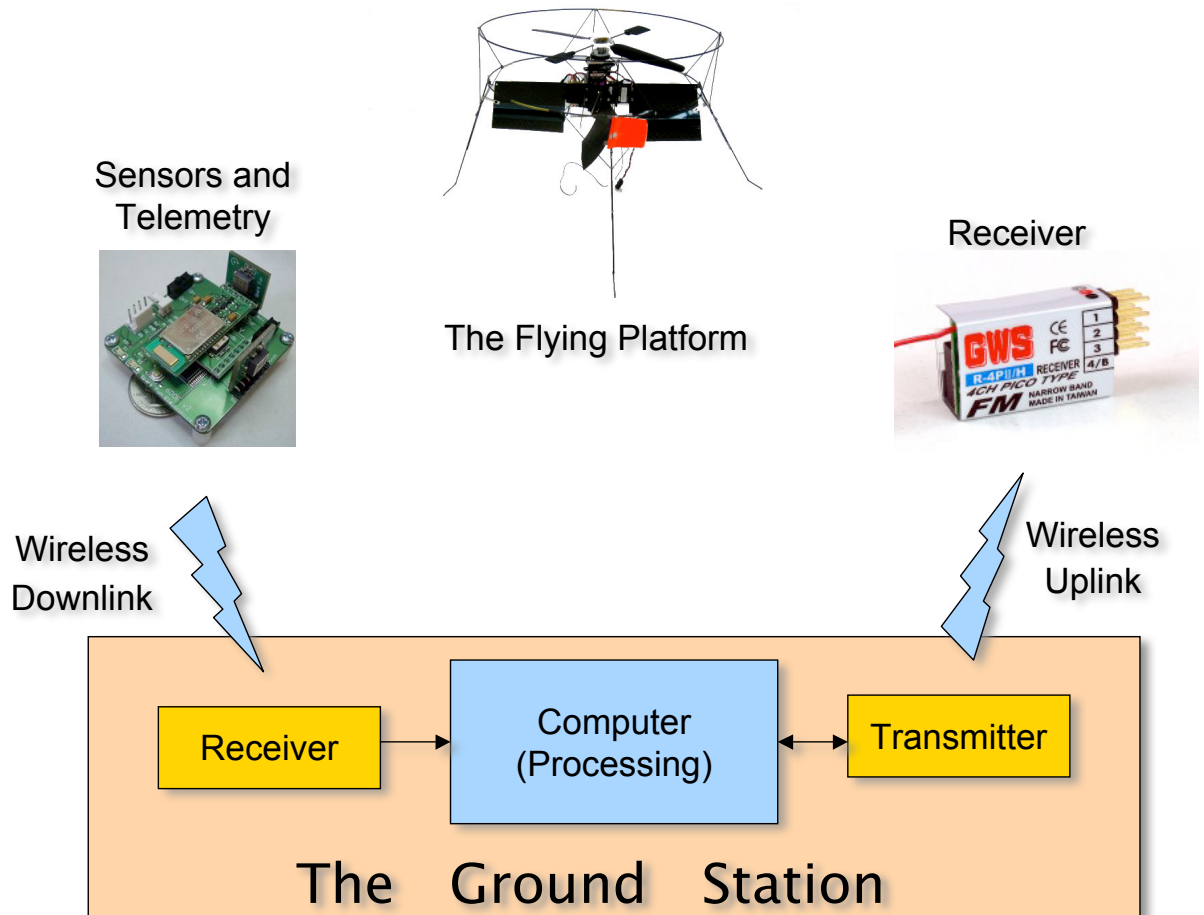 Sensors and
Telemetry
The Flying Platform
Receiver
GWS
CE
FC
R-4PII/H
RECEIVER
4CH PICO TYPE
FM
NARROW BAND
MADE IN TAIWAN
1
2
3
4/B
Wireless
Downlink
Wireless
Uplink
Receiver
Computer
(Processing)
Transmitter
The Ground Station